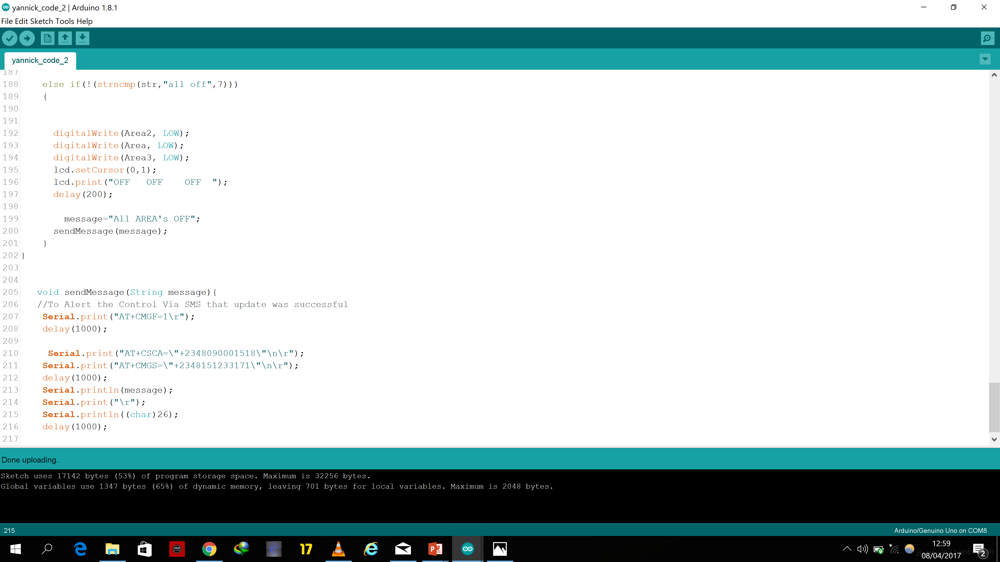 yannick_code_2 | Arduino 1.8.1
File Edit Sketch Tools Help
yannick_code_2
187
188 else if(!(strncmp(str,"all off",7)))
189 {
190
191
192 digitalWrite(Area2, LOW);
193 digitalWrite(Area, LOW);
194 digitalWrite(Area3, LOW);
195 lcd.setCursor(0,1);
196 lcd.print("OFF   OFF    OFF  ");
197 delay(200);
198
199 message="All AREA's OFF";
200 sendMessage(message);
201 }
202 }
203
204
205 void sendMessage(String message){
206 //To Alert the Control Via SMS that update was successful
207 Serial.print("AT+CMGF=1\r");
208 delay(1000);
209
210 Serial.print("AT+CSCA=\"+2348090001518\"\n\r");
211 Serial.print("AT+CMGS=\"+2348151233171\"\n\r");
212 delay(1000);
213 Serial.println(message);
214 Serial.print("\r");
215 Serial.println((char)26);
216 delay(1000);
217
Done uploading.
Sketch uses 17142 bytes (53%) of program storage space. Maximum is 32256 bytes.
Global variables use 1347 bytes (65%) of dynamic memory, leaving 701 bytes for local variables. Maximum is 2048 bytes.
215
Arduino/Genuino Uno on COM8
17
12:59
08/04/2017
2